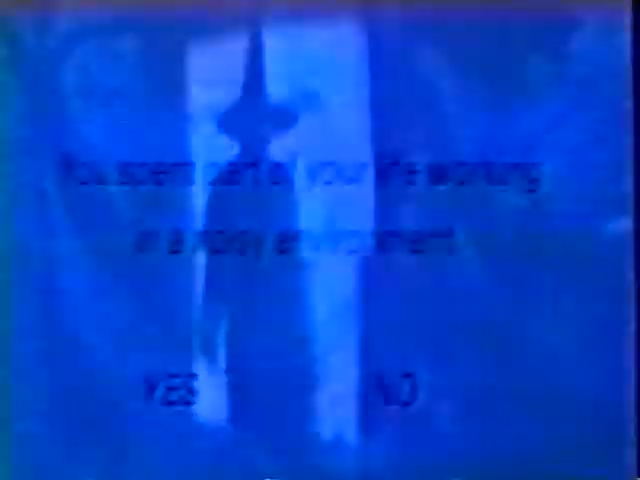 You spent part of your life working
in a noisy environment
YES NO